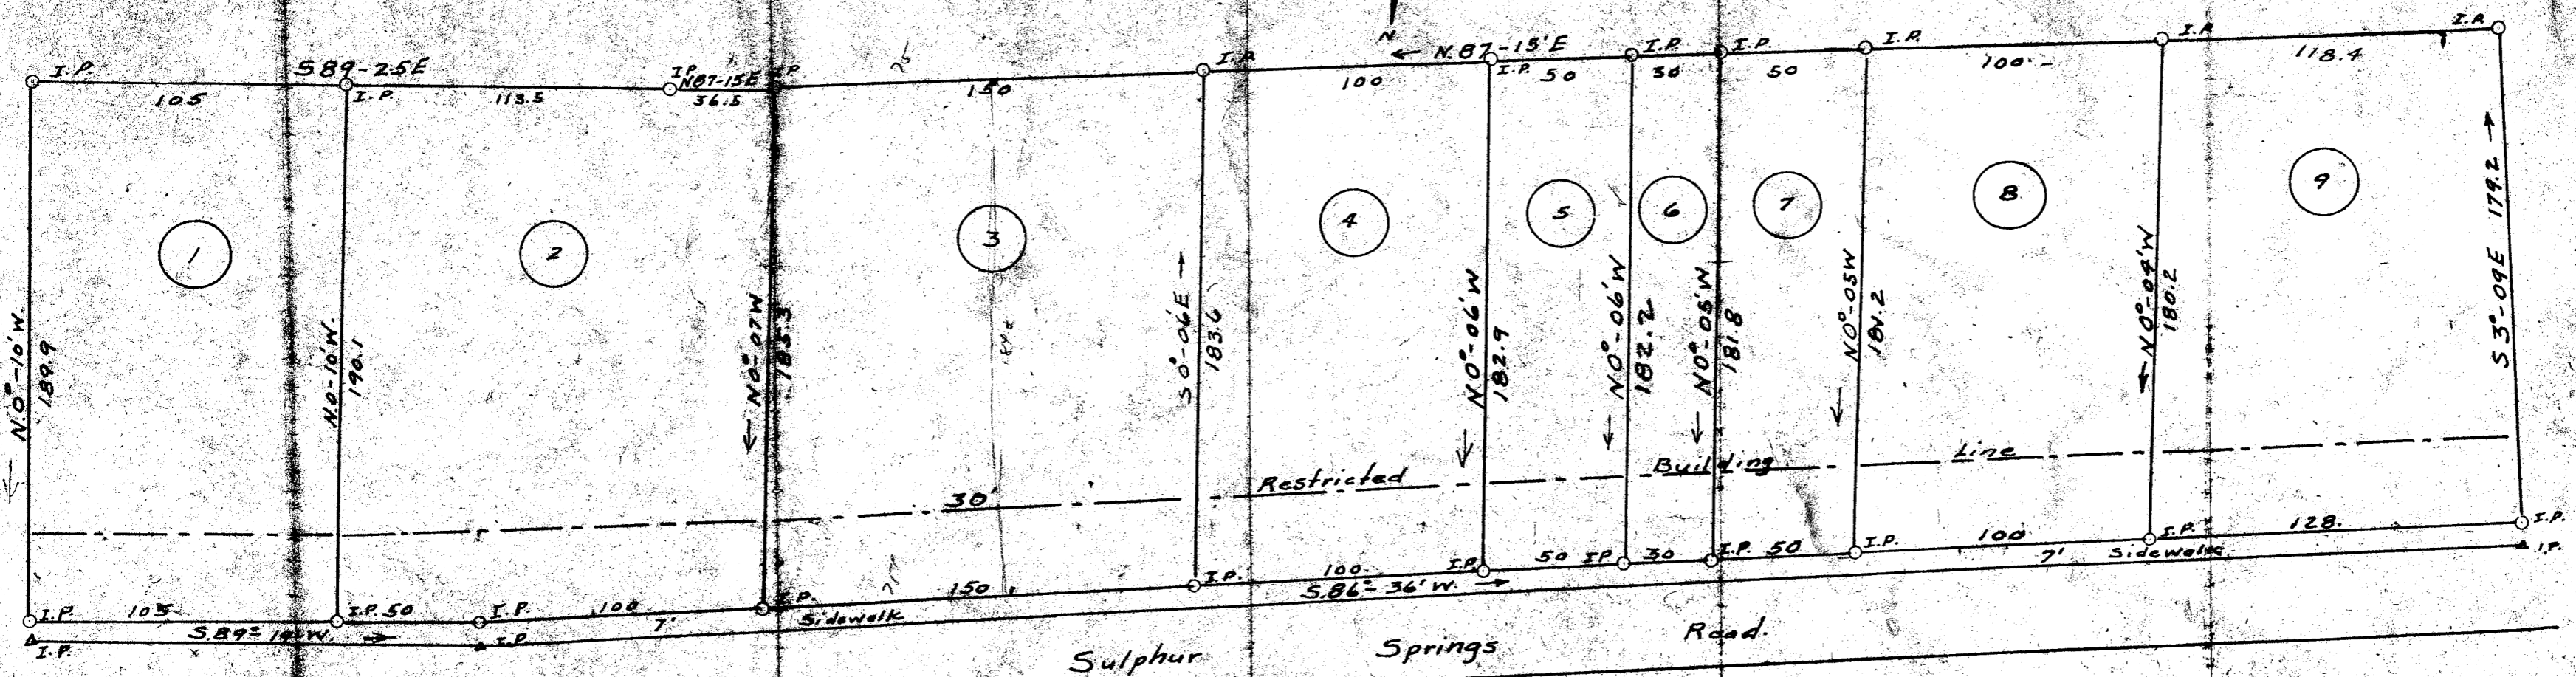 N
I.P. S89-25E I.P. N87-15E I.P. I.P. ← N.87-15'E I.P. I.P. I.P. I.P. I.P.
105 I.P. 113.5 36.5 150 100 I.P. 50 30 50 100 118.4
1 2 3 4 5 6 7 8 9
N.0°-10'W.
189.9
N.0-10'W.
190.1
N0°-07W
185.3
S0°-06E →
183.6
N0°-06'W
182.9
N0°-06'W
182.2
N0°-05'W
181.8
N0°-05W
181.2
N0°-04'W
180.2
S3°-09E 179.2 →
30' Restricted Building Line
I.P. 105 I.P. 50 I.P. 100 I.P. 150 I.P. 100 I.P. 50 IP 30 I.P. 50 I.P. 100 I.P. 128. I.P.
I.P. S.89° W. → I.P. 7' Sidewalk S.86°-36'W. → 7' Sidewalk I.P.
Sulphur Springs Road.